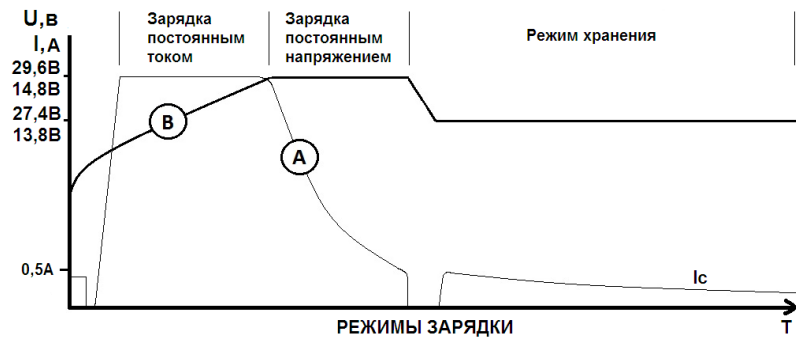 U,в
I,А
Зарядка
постоянным
током
Зарядка
постоянным
напряжением
Режим хранения
29,6В
14,8В
27,4В
13,8В
В
А
0,5А
Iс
РЕЖИМЫ ЗАРЯДКИ
Т